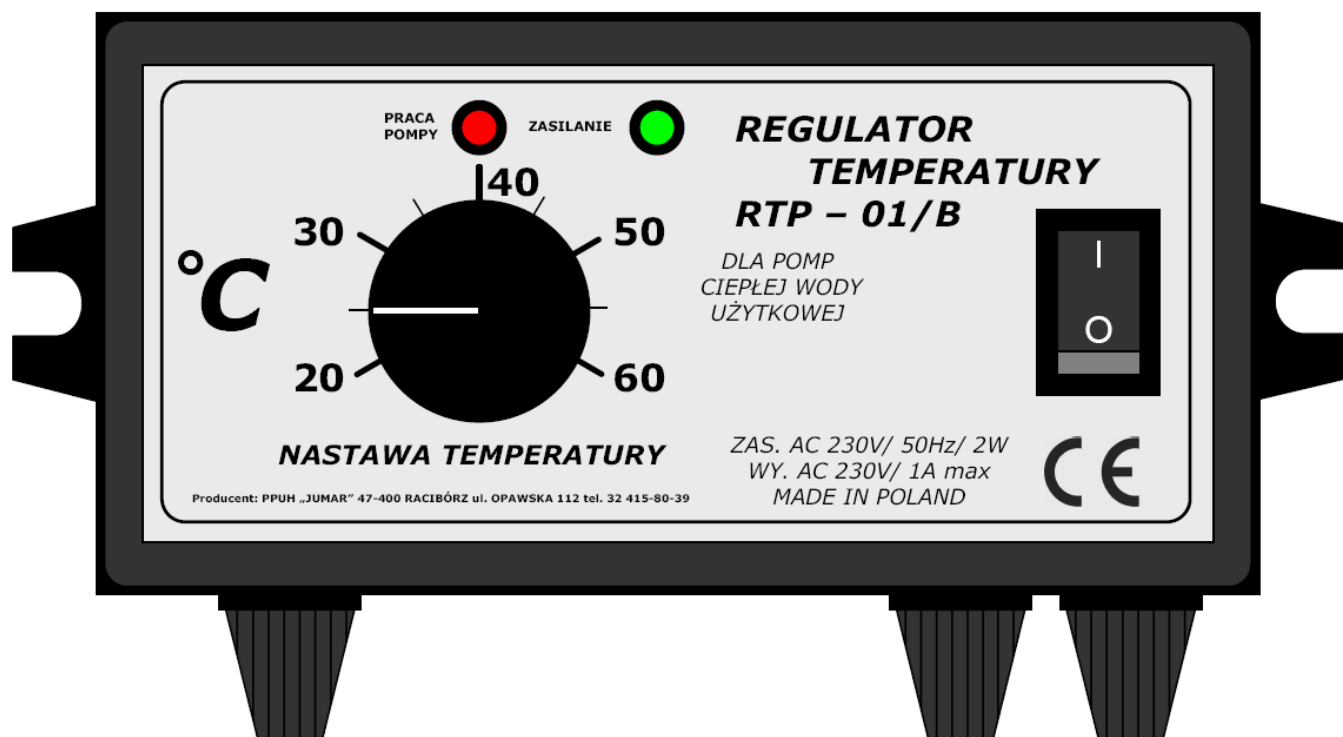 PRACA
POMPY
ZASILANIE
REGULATOR
TEMPERATURY
RTP – 01/B
40
30
50
°C
DLA POMP
CIEPŁEJ WODY
UŻYTKOWEJ
I
O
20
60
NASTAWA TEMPERATURY
ZAS. AC 230V/ 50Hz/ 2W
WY. AC 230V/ 1A max
MADE IN POLAND
CE
Producent: PPUH „JUMAR” 47-400 RACIBÓRZ ul. OPAWSKA 112 tel. 32 415-80-39